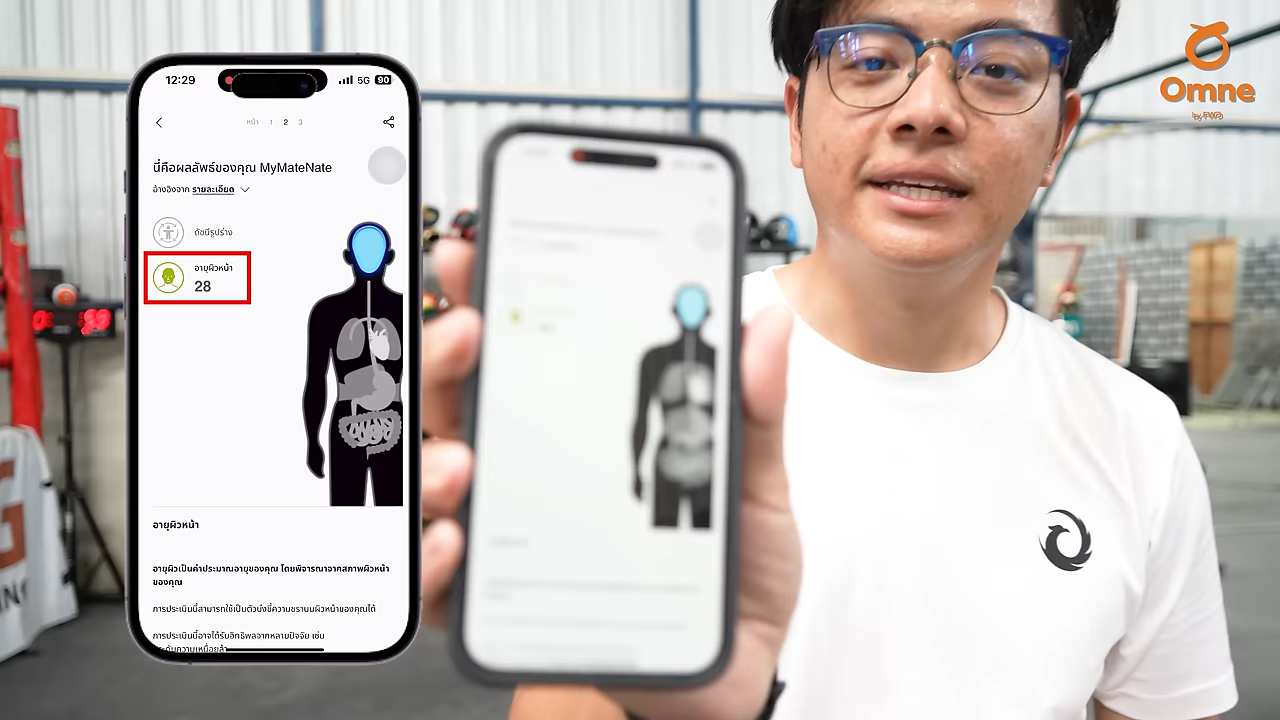 12:29
5G 90
หน้า 1 2 3
นี่คือผลลัพธ์ของคุณ MyMateNate
อ้างอิงจาก รายละเอียด
ดัชนีรูปร่าง
อายุผิวหน้า
28
อายุผิวหน้า
อายุผิวเป็นค่าประมาณอายุของคุณ โดยพิจารณาจากสภาพผิวหน้า
ของคุณ
การประเมินนี้สามารถใช้เป็นตัวบ่งชี้ความชราบนผิวหน้าของคุณได้
การประเมินนี้อาจได้รับอิทธิพลจากหลายปัจจัย เช่น
Omne
by FWD
G